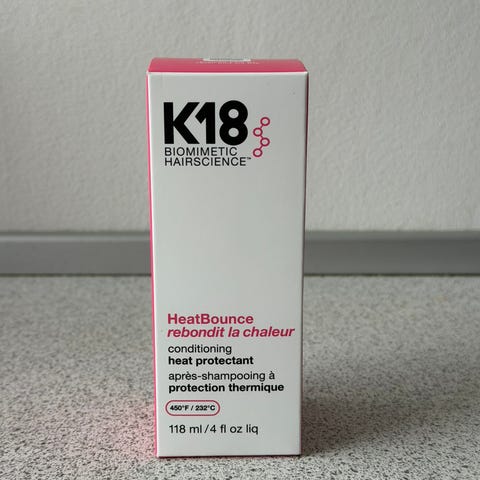 K18
BIOMIMETIC
HAIRSCIENCE™
HeatBounce
rebondit la chaleur
conditioning
heat protectant
après-shampooing à
protection thermique
450°F / 232°C
118 ml/4 fl oz liq